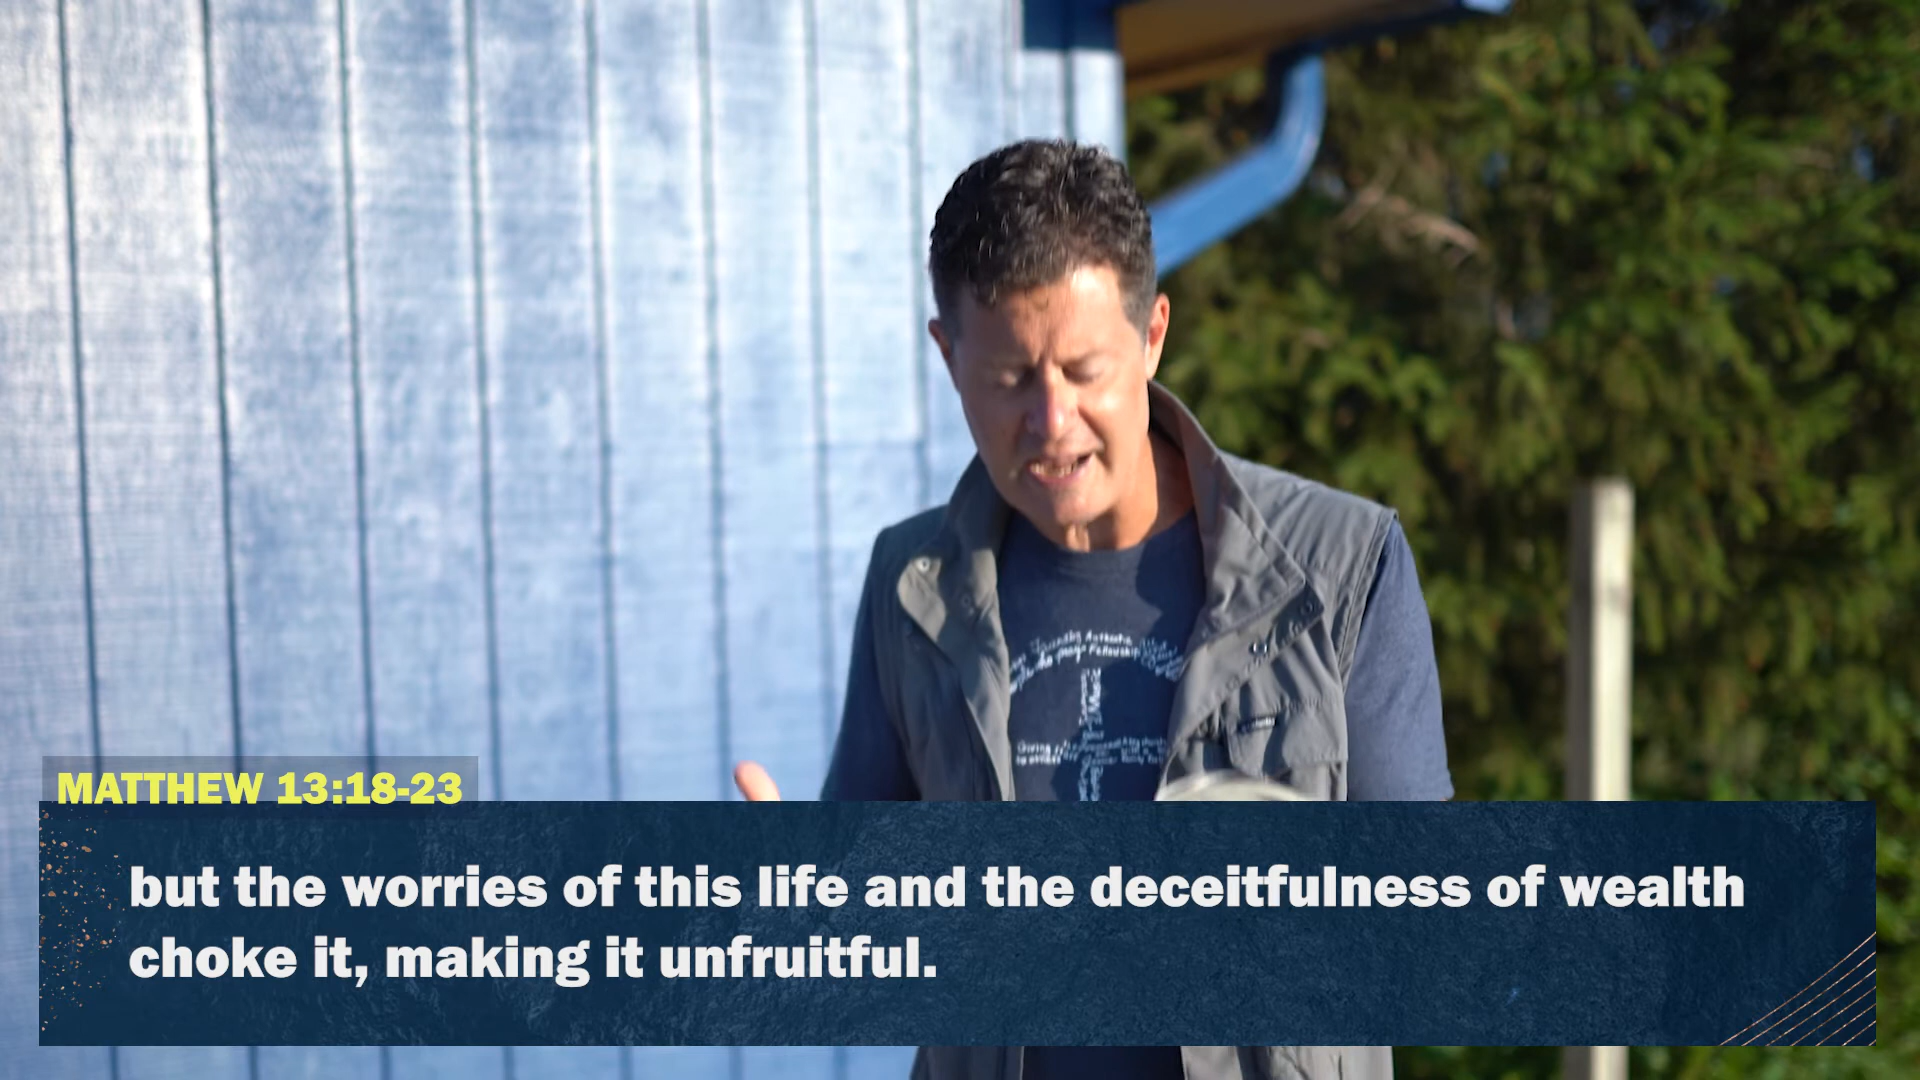 MATTHEW 13:18-23
but the worries of this life and the deceitfulness of wealth
choke it, making it unfruitful.